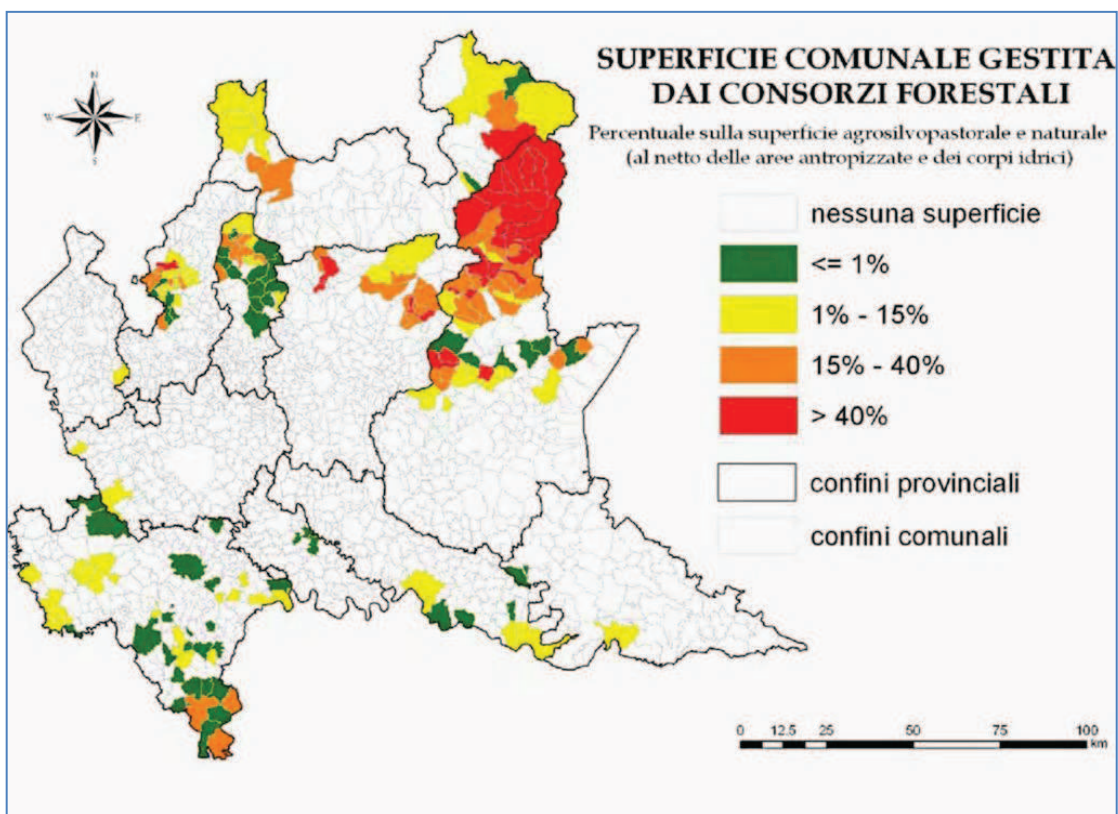 SUPERFICIE COMUNALE GESTITA
DAI CONSORZI FORESTALI
Percentuale sulla superficie agrosilvopastorale e naturale
(al netto delle aree antropizzate e dei corpi idrici)
N
W
E
S
nessuna superficie
<= 1%
1% - 15%
15% - 40%
> 40%
confini provinciali
confini comunali
0 12.5 25 50 75 100
km